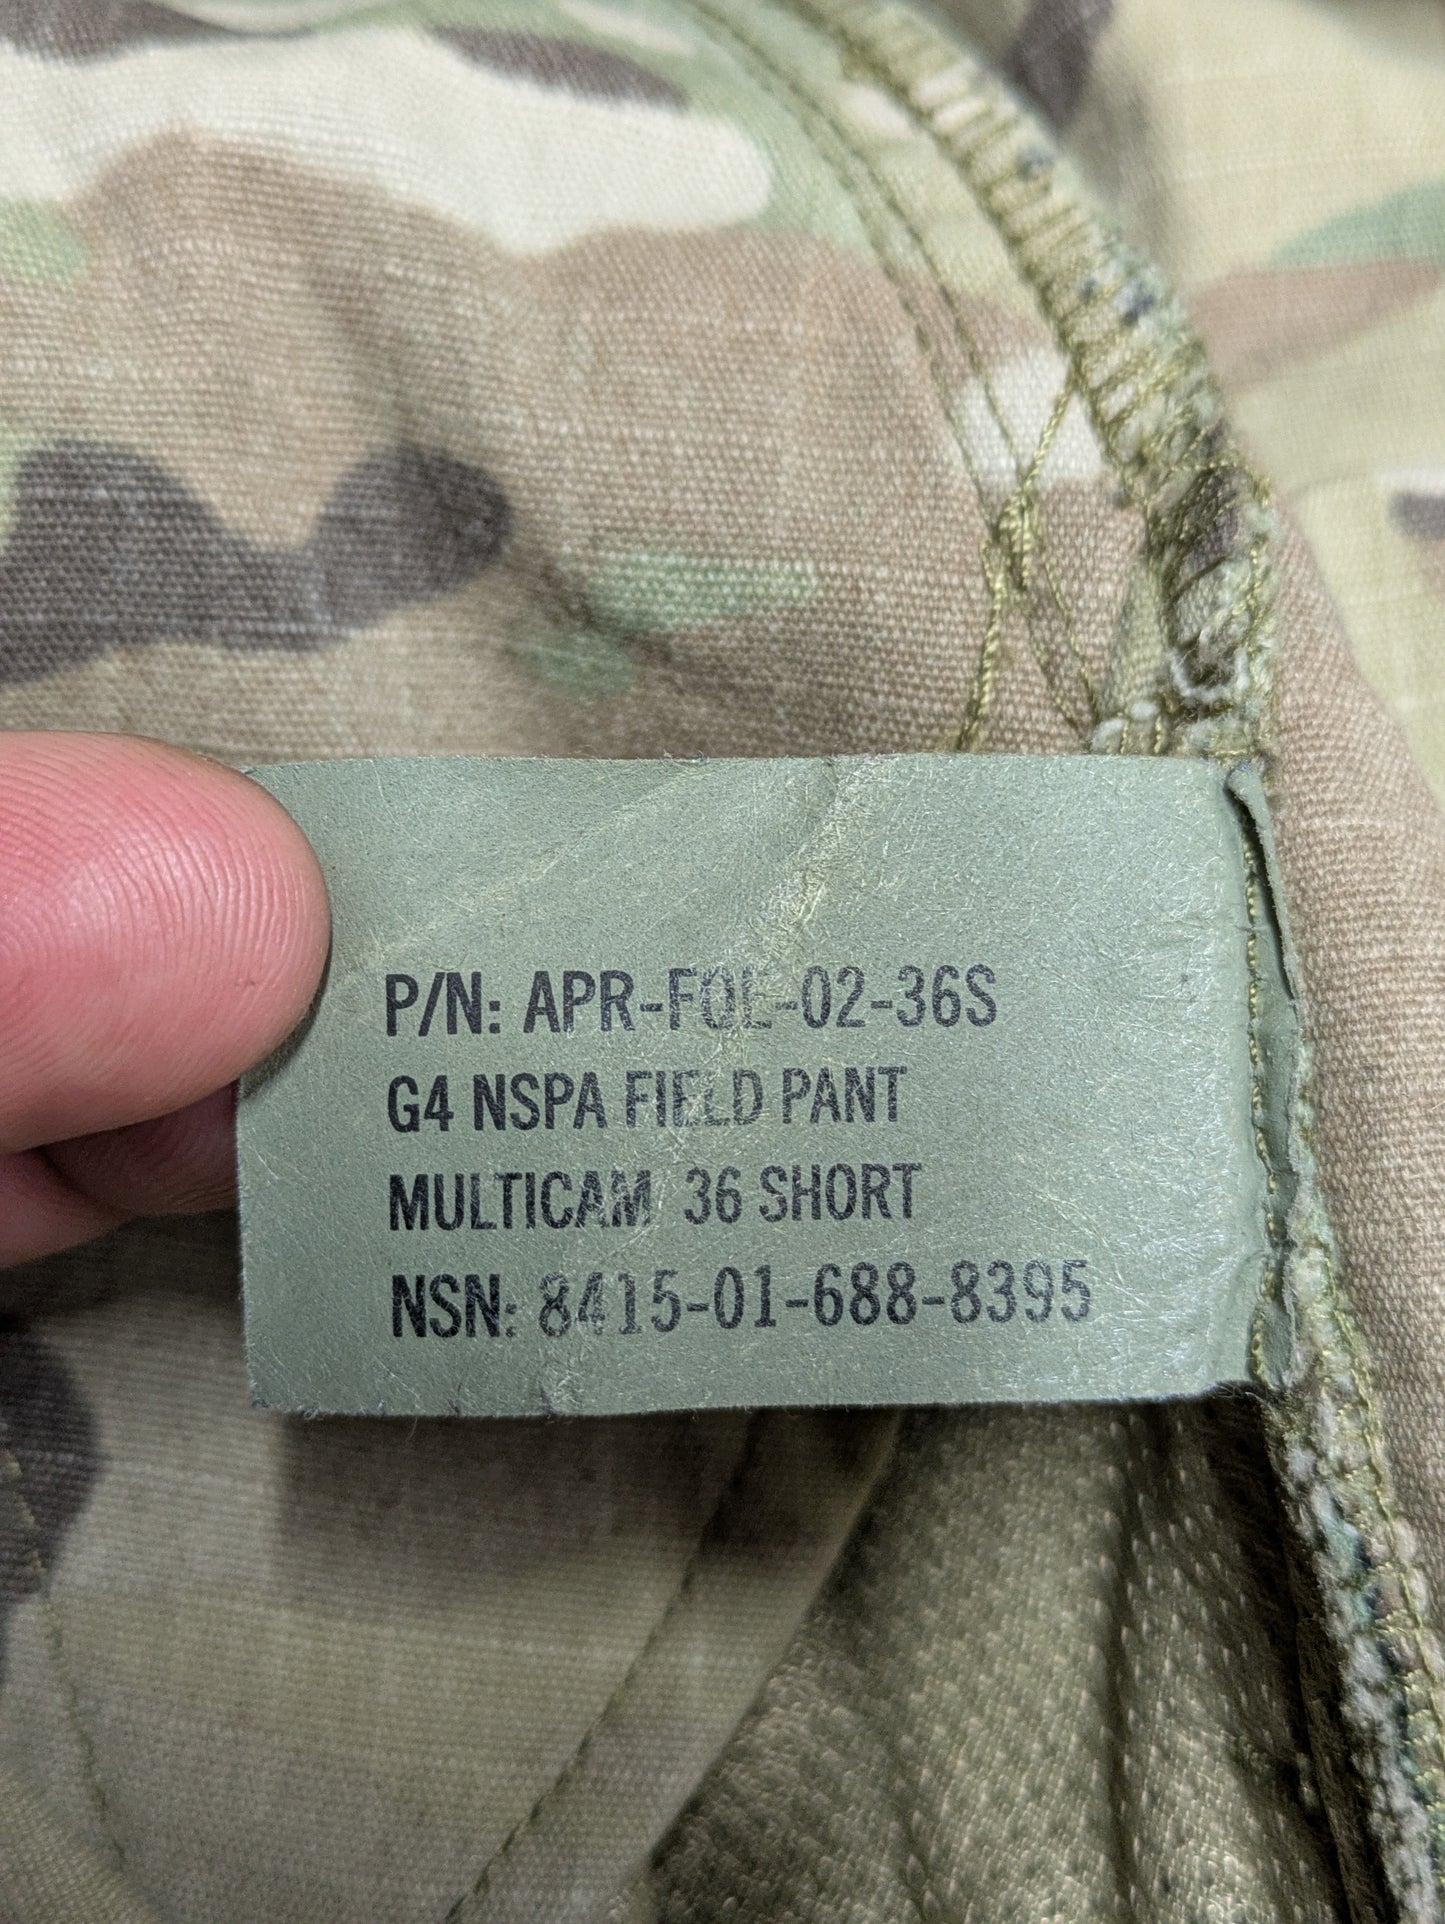 P/N: APR-FOE-02-36S
G4 NSPA FIELD PANT
MULTICAM 36 SHORT
NSN: 8415-01-688-8395